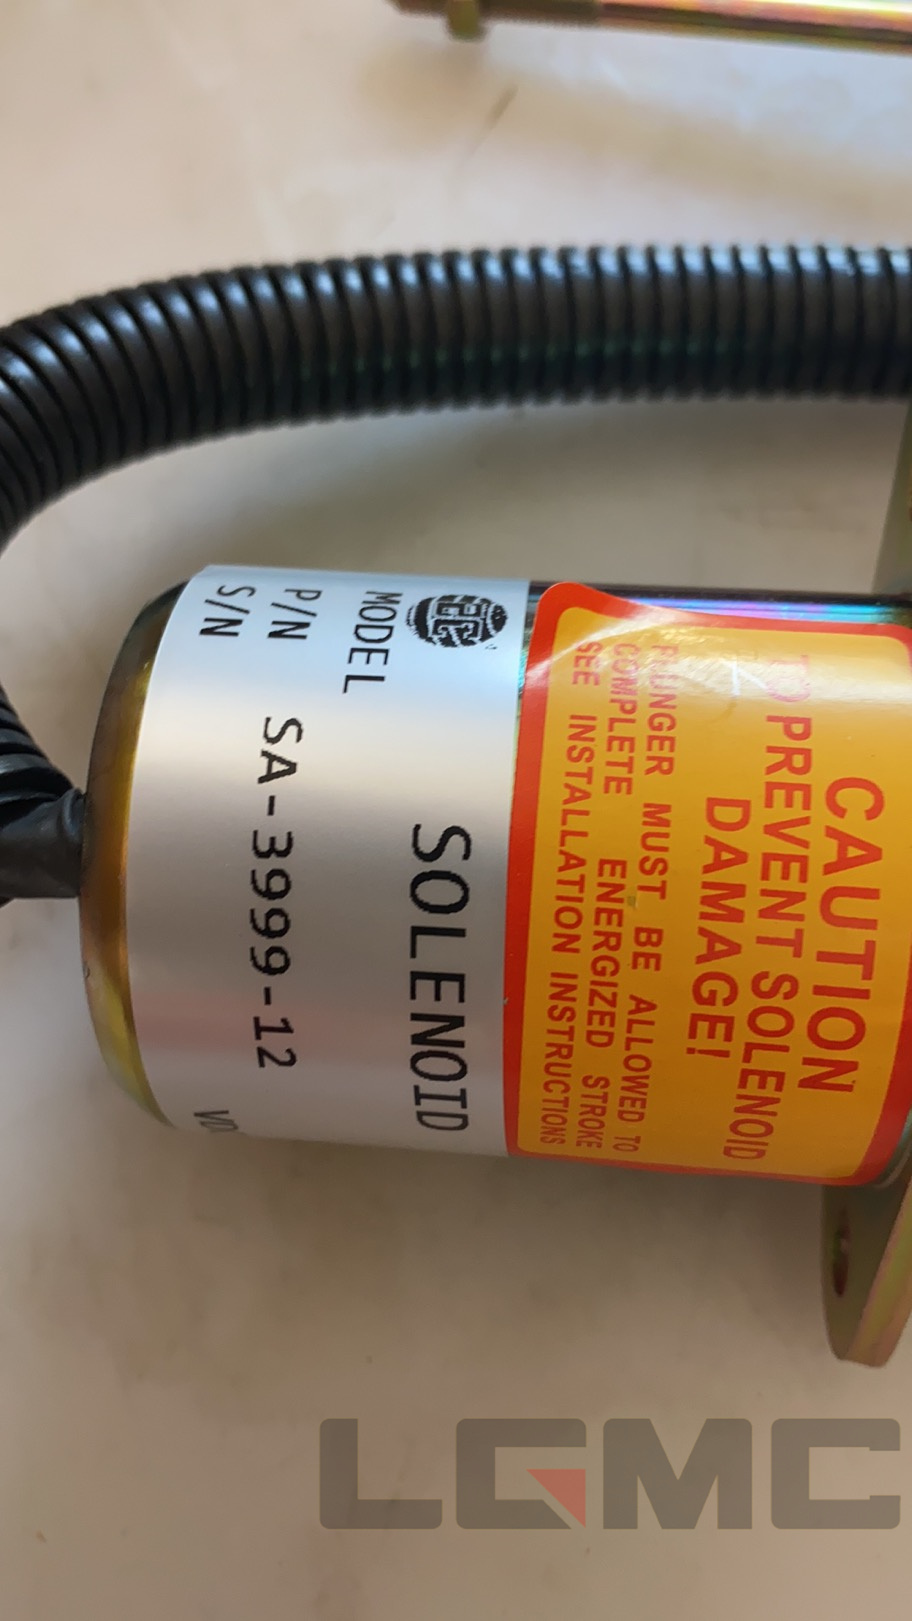 SOLENOID
MODEL
P/N SA-3999-12
S/N
CAUTION
TO PREVENT SOLENOID
DAMAGE!
PLUNGER MUST BE ALLOWED TO
COMPLETE ENERGIZED STROKE
SEE INSTALLATION INSTRUCTIONS
LGMC